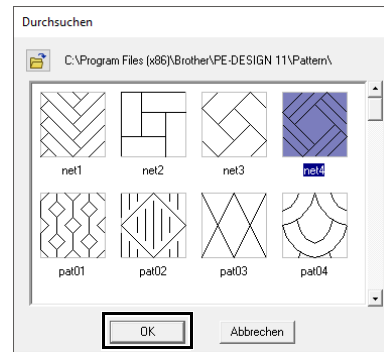 Durchsuchen
C:\Program Files (x86)\Brother\PE-DESIGN 11\Pattern\
net1 net2 net3 net4
pat01 pat02 pat03 pat04
OK Abbrechen